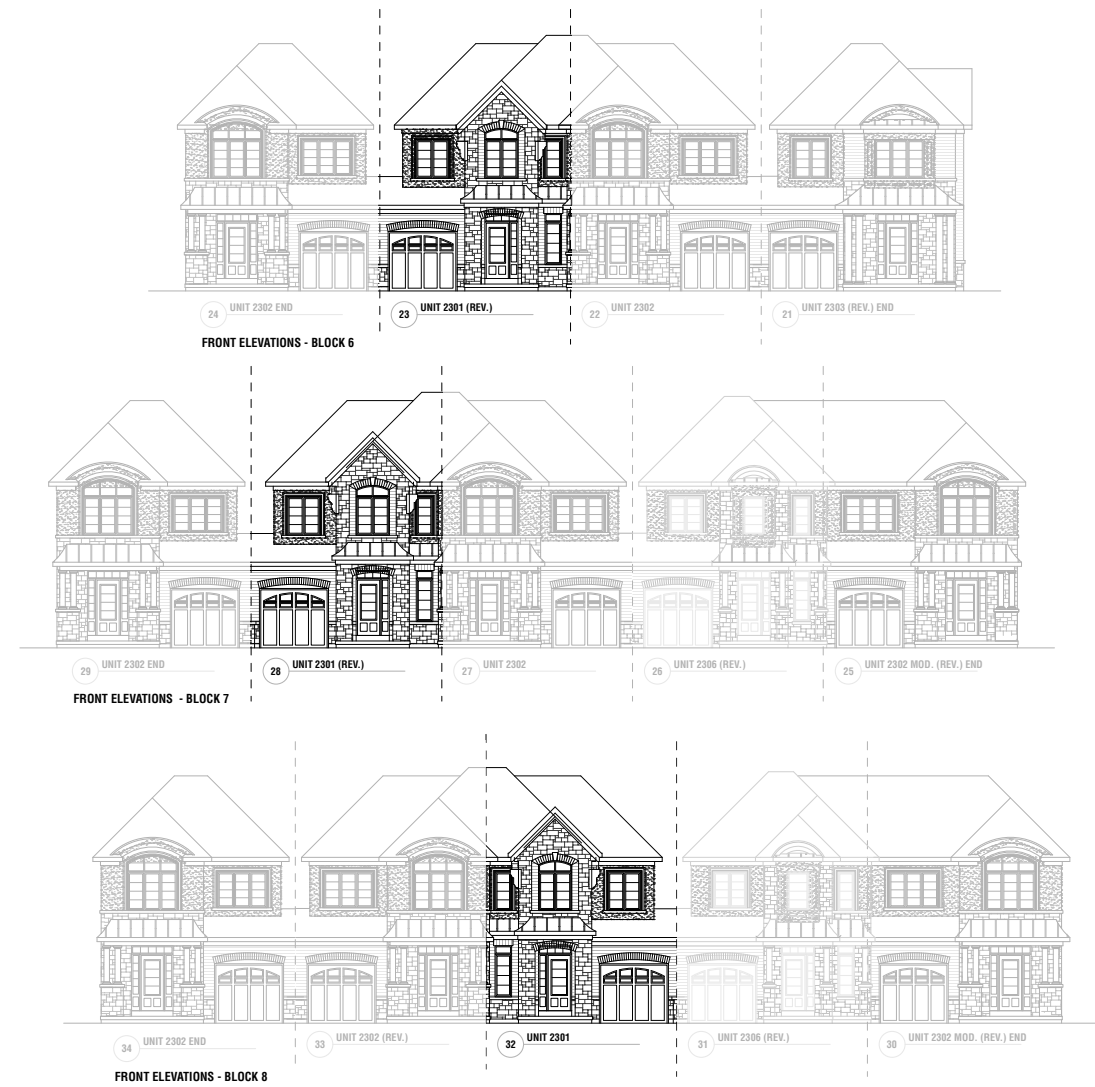 24 UNIT 2302 END
23 UNIT 2301 (REV.)
22 UNIT 2302
21 UNIT 2303 (REV.) END
FRONT ELEVATIONS - BLOCK 6
29 UNIT 2302 END
28 UNIT 2301 (REV.)
27 UNIT 2302
26 UNIT 2306 (REV.)
25 UNIT 2302 MOD. (REV.) END
FRONT ELEVATIONS - BLOCK 7
34 UNIT 2302 END
33 UNIT 2302 (REV.)
32 UNIT 2301
31 UNIT 2306 (REV.)
30 UNIT 2302 MOD. (REV.) END
FRONT ELEVATIONS - BLOCK 8